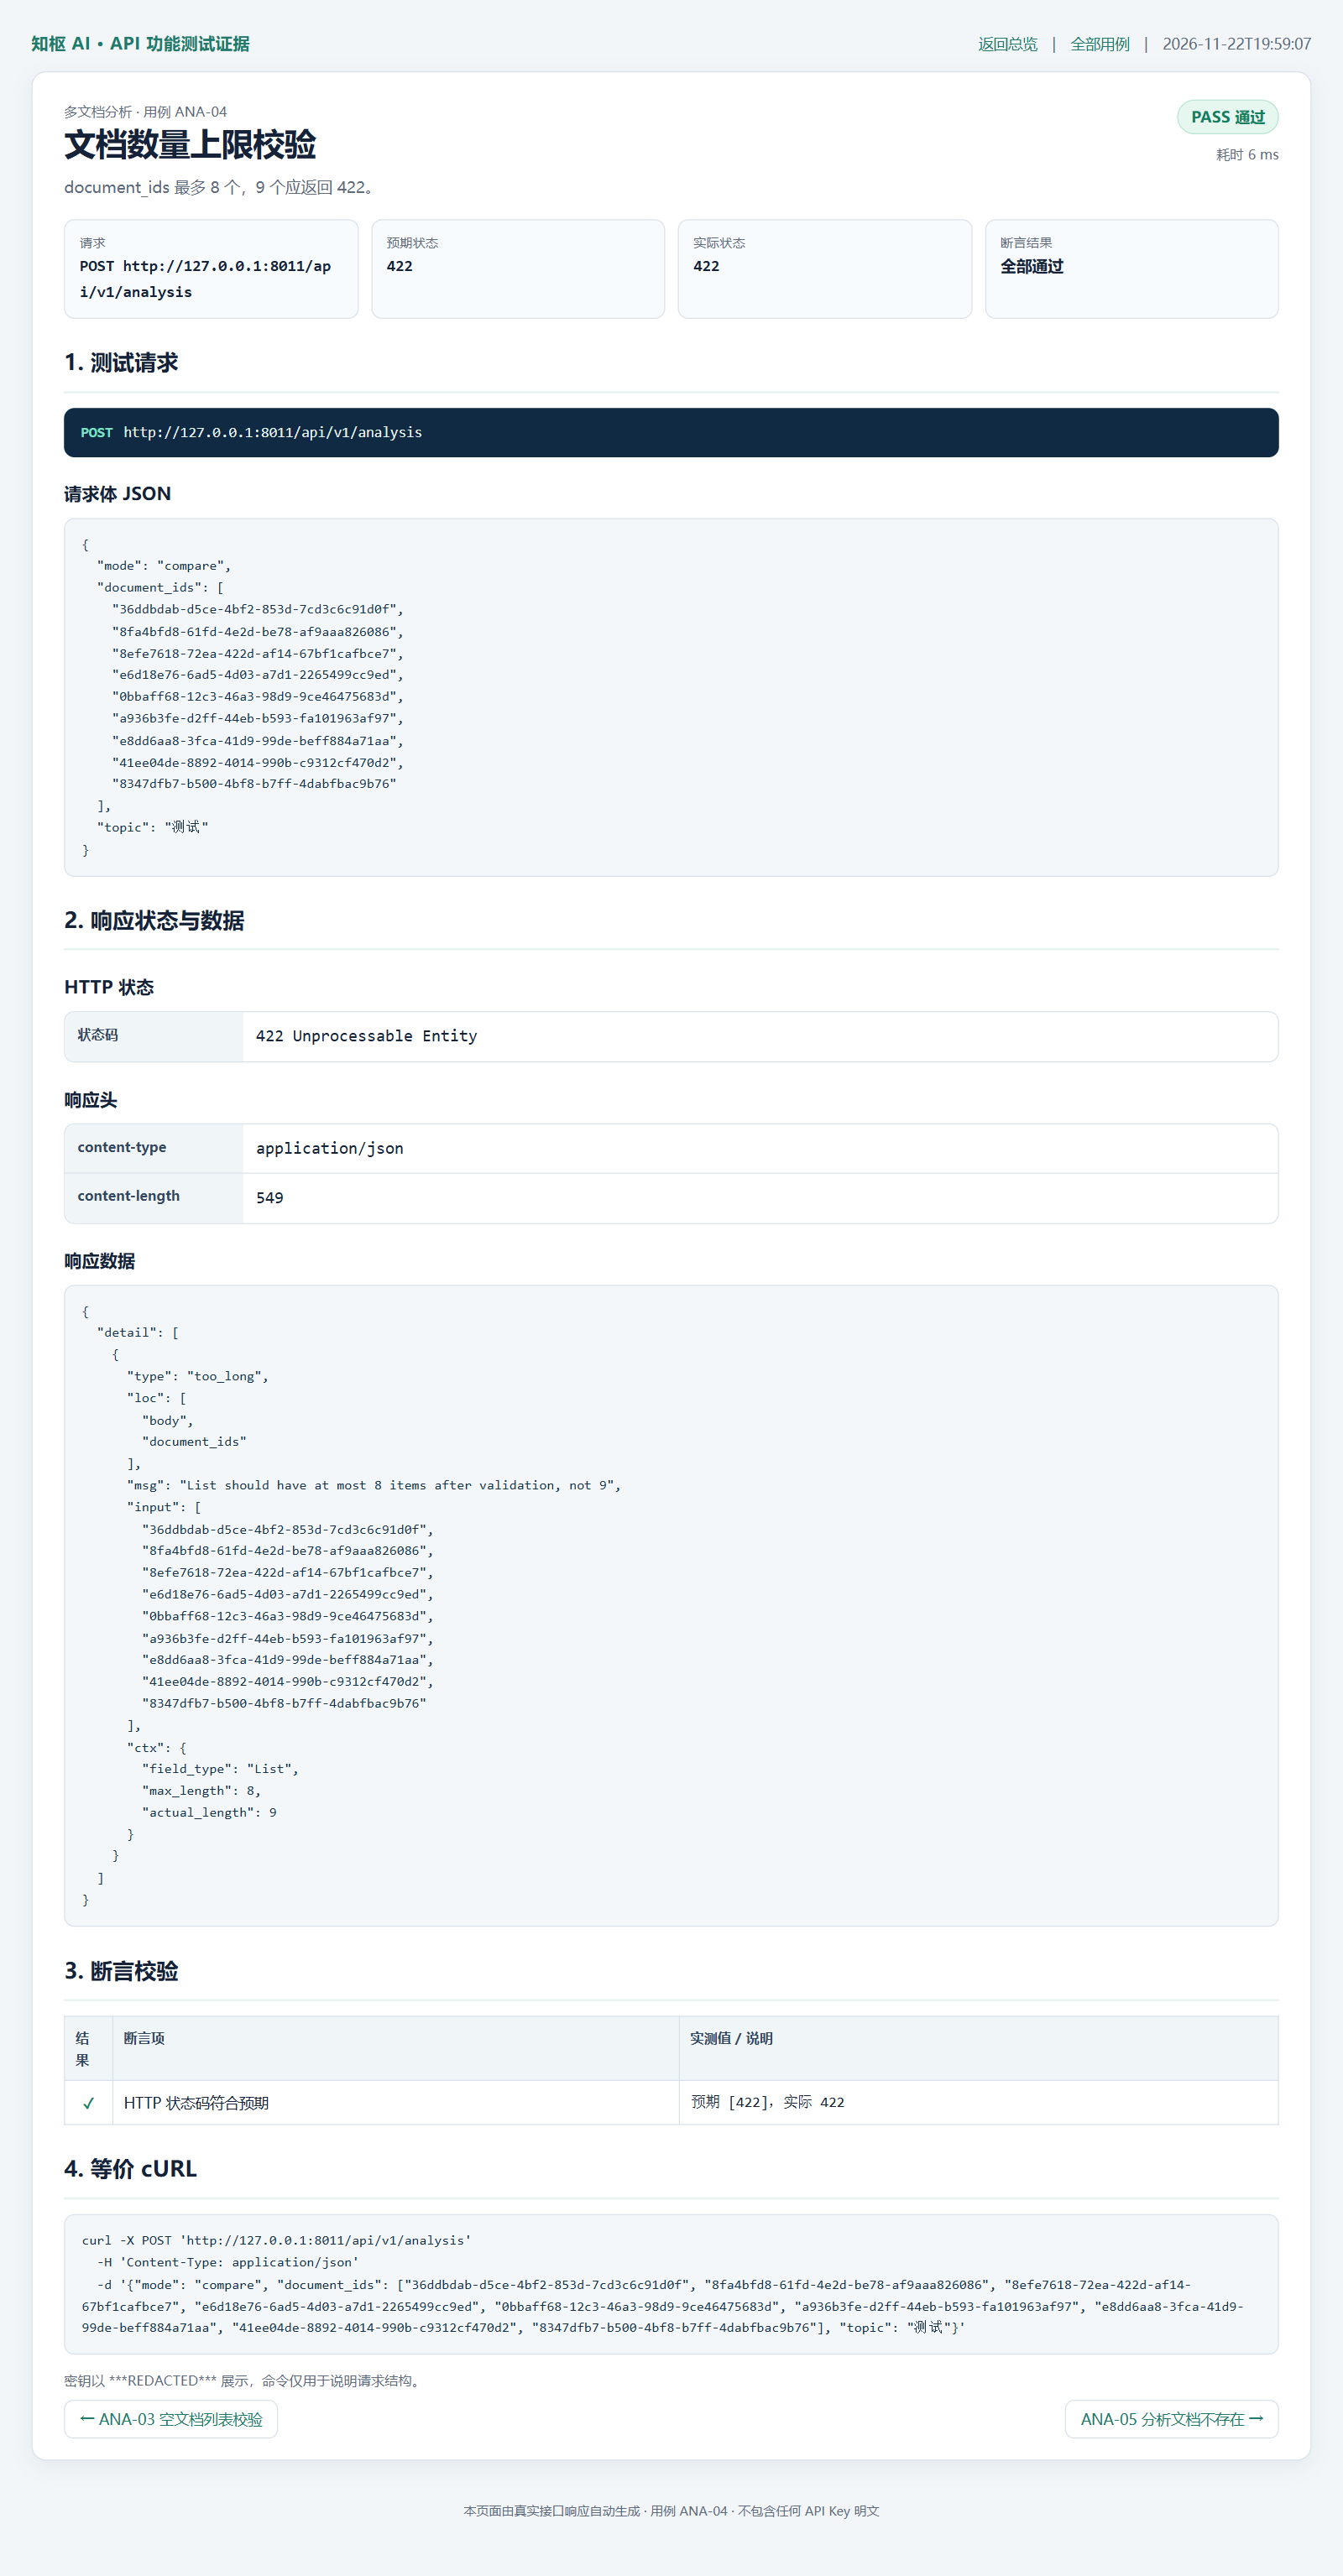 知枢 AI • API 功能测试证据
返回总览 | 全部用例 | 2026-11-22T19:59:07
多文档分析 · 用例 ANA-04
文档数量上限校验
document_ids 最多 8 个，9 个应返回 422。
PASS 通过
耗时 6 ms
请求
POST http://127.0.0.1:8011/ap
i/v1/analysis
预期状态
422
实际状态
422
断言结果
全部通过
1. 测试请求
POST http://127.0.0.1:8011/api/v1/analysis
请求体 JSON
{
  "mode": "compare",
  "document_ids": [
    "36ddbdab-d5ce-4bf2-853d-7cd3c6c91d0f",
    "8fa4bfd8-61fd-4e2d-be78-af9aaa826086",
    "8efe7618-72ea-422d-af14-67bf1cafbce7",
    "e6d18e76-6ad5-4d03-a7d1-2265499cc9ed",
    "0bbaff68-12c3-46a3-98d9-9ce46475683d",
    "a936b3fe-d2ff-44eb-b593-fa101963af97",
    "e8dd6aa8-3fca-41d9-99de-beff884a71aa",
    "41ee04de-8892-4014-990b-c9312cf470d2",
    "8347dfb7-b500-4bf8-b7ff-4dabfbac9b76"
  ],
  "topic": "测试"
}
2. 响应状态与数据
HTTP 状态
状态码 422 Unprocessable Entity
响应头
content-type application/json
content-length 549
响应数据
{
  "detail": [
    {
      "type": "too_long",
      "loc": [
        "body",
        "document_ids"
      ],
      "msg": "List should have at most 8 items after validation, not 9",
      "input": [
        "36ddbdab-d5ce-4bf2-853d-7cd3c6c91d0f",
        "8fa4bfd8-61fd-4e2d-be78-af9aaa826086",
        "8efe7618-72ea-422d-af14-67bf1cafbce7",
        "e6d18e76-6ad5-4d03-a7d1-2265499cc9ed",
        "0bbaff68-12c3-46a3-98d9-9ce46475683d",
        "a936b3fe-d2ff-44eb-b593-fa101963af97",
        "e8dd6aa8-3fca-41d9-99de-beff884a71aa",
        "41ee04de-8892-4014-990b-c9312cf470d2",
        "8347dfb7-b500-4bf8-b7ff-4dabfbac9b76"
      ],
      "ctx": {
        "field_type": "List",
        "max_length": 8,
        "actual_length": 9
      }
    }
  ]
}
3. 断言校验
结果 断言项 实测值 / 说明
✓ HTTP 状态码符合预期 预期 [422]，实际 422
4. 等价 cURL
curl -X POST 'http://127.0.0.1:8011/api/v1/analysis'
  -H 'Content-Type: application/json'
  -d '{"mode": "compare", "document_ids": ["36ddbdab-d5ce-4bf2-853d-7cd3c6c91d0f", "8fa4bfd8-61fd-4e2d-be78-af9aaa826086", "8efe7618-72ea-422d-af14-
67bf1cafbce7", "e6d18e76-6ad5-4d03-a7d1-2265499cc9ed", "0bbaff68-12c3-46a3-98d9-9ce46475683d", "a936b3fe-d2ff-44eb-b593-fa101963af97", "e8dd6aa8-3fca-41d9-
99de-beff884a71aa", "41ee04de-8892-4014-990b-c9312cf470d2", "8347dfb7-b500-4bf8-b7ff-4dabfbac9b76"], "topic": "测试"}'
密钥以 ***REDACTED*** 展示，命令仅用于说明请求结构。
← ANA-03 空文档列表校验
ANA-05 分析文档不存在 →
本页面由真实接口响应自动生成 · 用例 ANA-04 · 不包含任何 API Key 明文